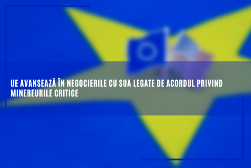 UE AVANSEAZĂ ÎN NEGOCIERILE CU SUA LEGATE DE ACORDUL PRIVIND
MINEREURILE CRITICE